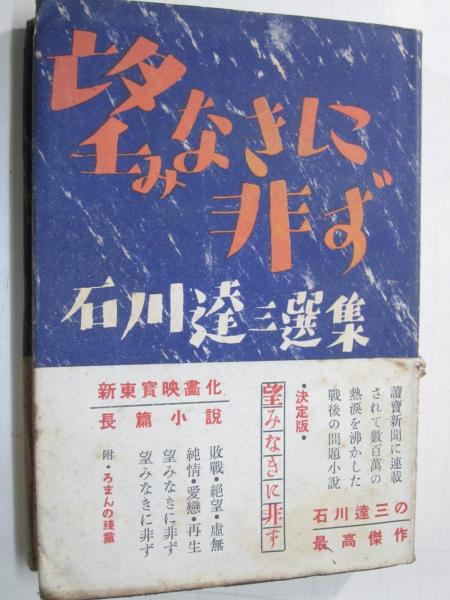 望みなきに
非ず
石川達三選集
讀賣新聞に連載
されて數百萬の
熱涙を沸かした
戰後の問題小說
石川達三の
最高傑作
・決定版・
望みなきに非ず
新東寶映畵化
長篇小說
敗戰・絕望・虛無
純情・愛戀・再生
望みなきに非ず
望みなきに非ず
附・ろまんの殘黨